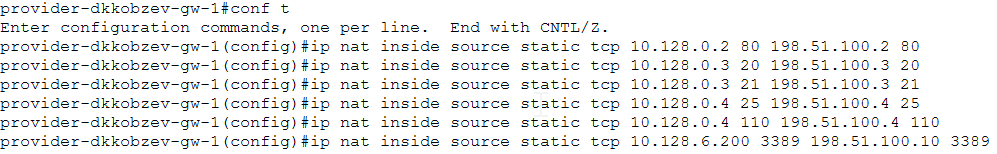 provider-dkkobzev-gw-1#conf t
Enter configuration commands, one per line.  End with CNTL/Z.
provider-dkkobzev-gw-1(config)#ip nat inside source static tcp 10.128.0.2 80 198.51.100.2 80
provider-dkkobzev-gw-1(config)#ip nat inside source static tcp 10.128.0.3 20 198.51.100.3 20
provider-dkkobzev-gw-1(config)#ip nat inside source static tcp 10.128.0.3 21 198.51.100.3 21
provider-dkkobzev-gw-1(config)#ip nat inside source static tcp 10.128.0.4 25 198.51.100.4 25
provider-dkkobzev-gw-1(config)#ip nat inside source static tcp 10.128.0.4 110 198.51.100.4 110
provider-dkkobzev-gw-1(config)#ip nat inside source static tcp 10.128.6.200 3389 198.51.100.10 3389